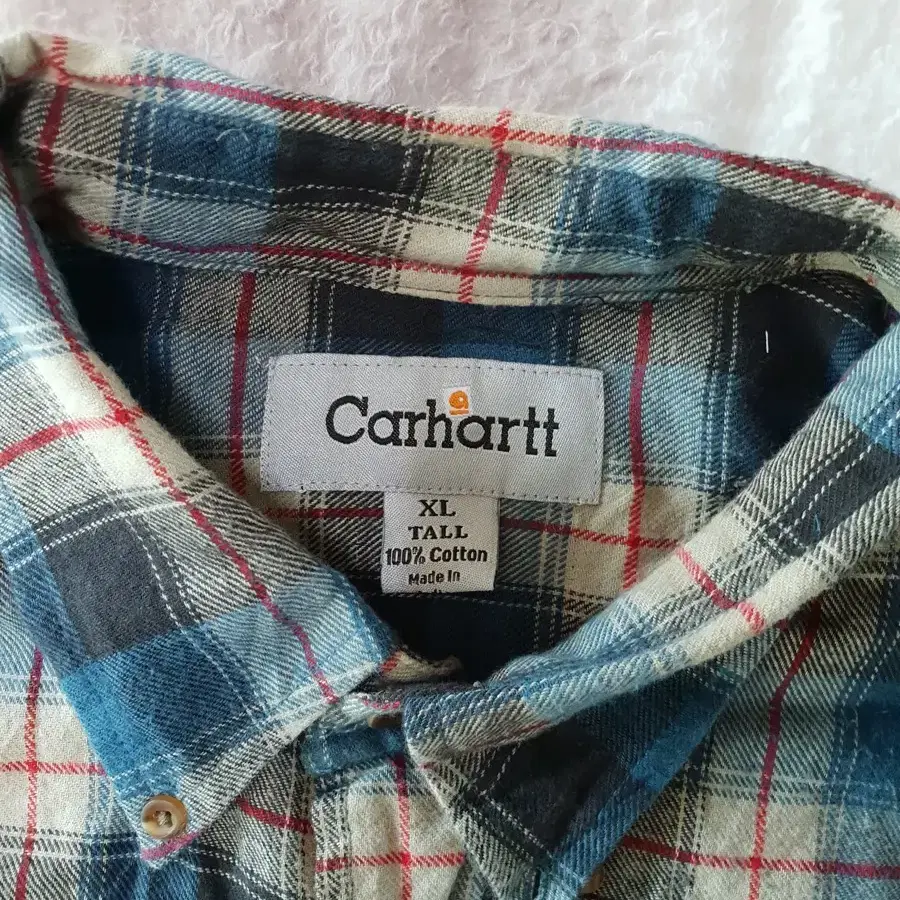 Carhartt
XL
TALL
100% Cotton
Made In